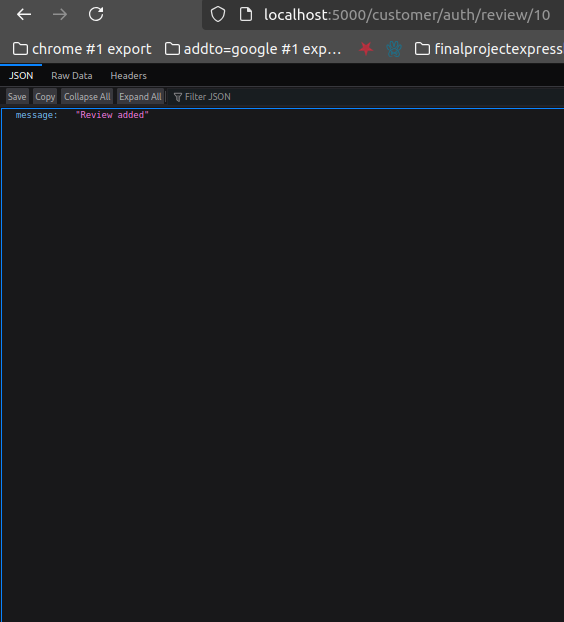 localhost:5000/customer/auth/review/10
chrome #1 export addto=google #1 exp… finalprojectexpress
JSON Raw Data Headers
Save Copy Collapse All Expand All Filter JSON
message: "Review added"